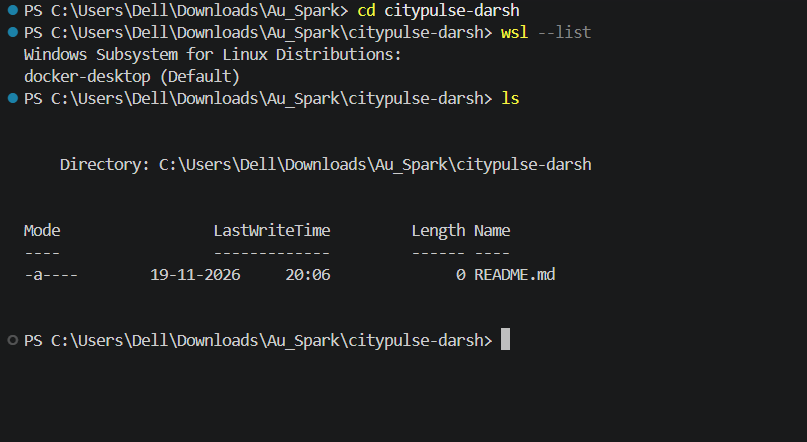 PS C:\Users\Dell\Downloads\Au_Spark> cd citypulse-darsh
PS C:\Users\Dell\Downloads\Au_Spark\citypulse-darsh> wsl --list
Windows Subsystem for Linux Distributions:
docker-desktop (Default)
PS C:\Users\Dell\Downloads\Au_Spark\citypulse-darsh> ls
Directory: C:\Users\Dell\Downloads\Au_Spark\citypulse-darsh
Mode LastWriteTime Length Name
---- ------------- ------ ----
-a---- 19-11-2026 20:06 0 README.md
PS C:\Users\Dell\Downloads\Au_Spark\citypulse-darsh>